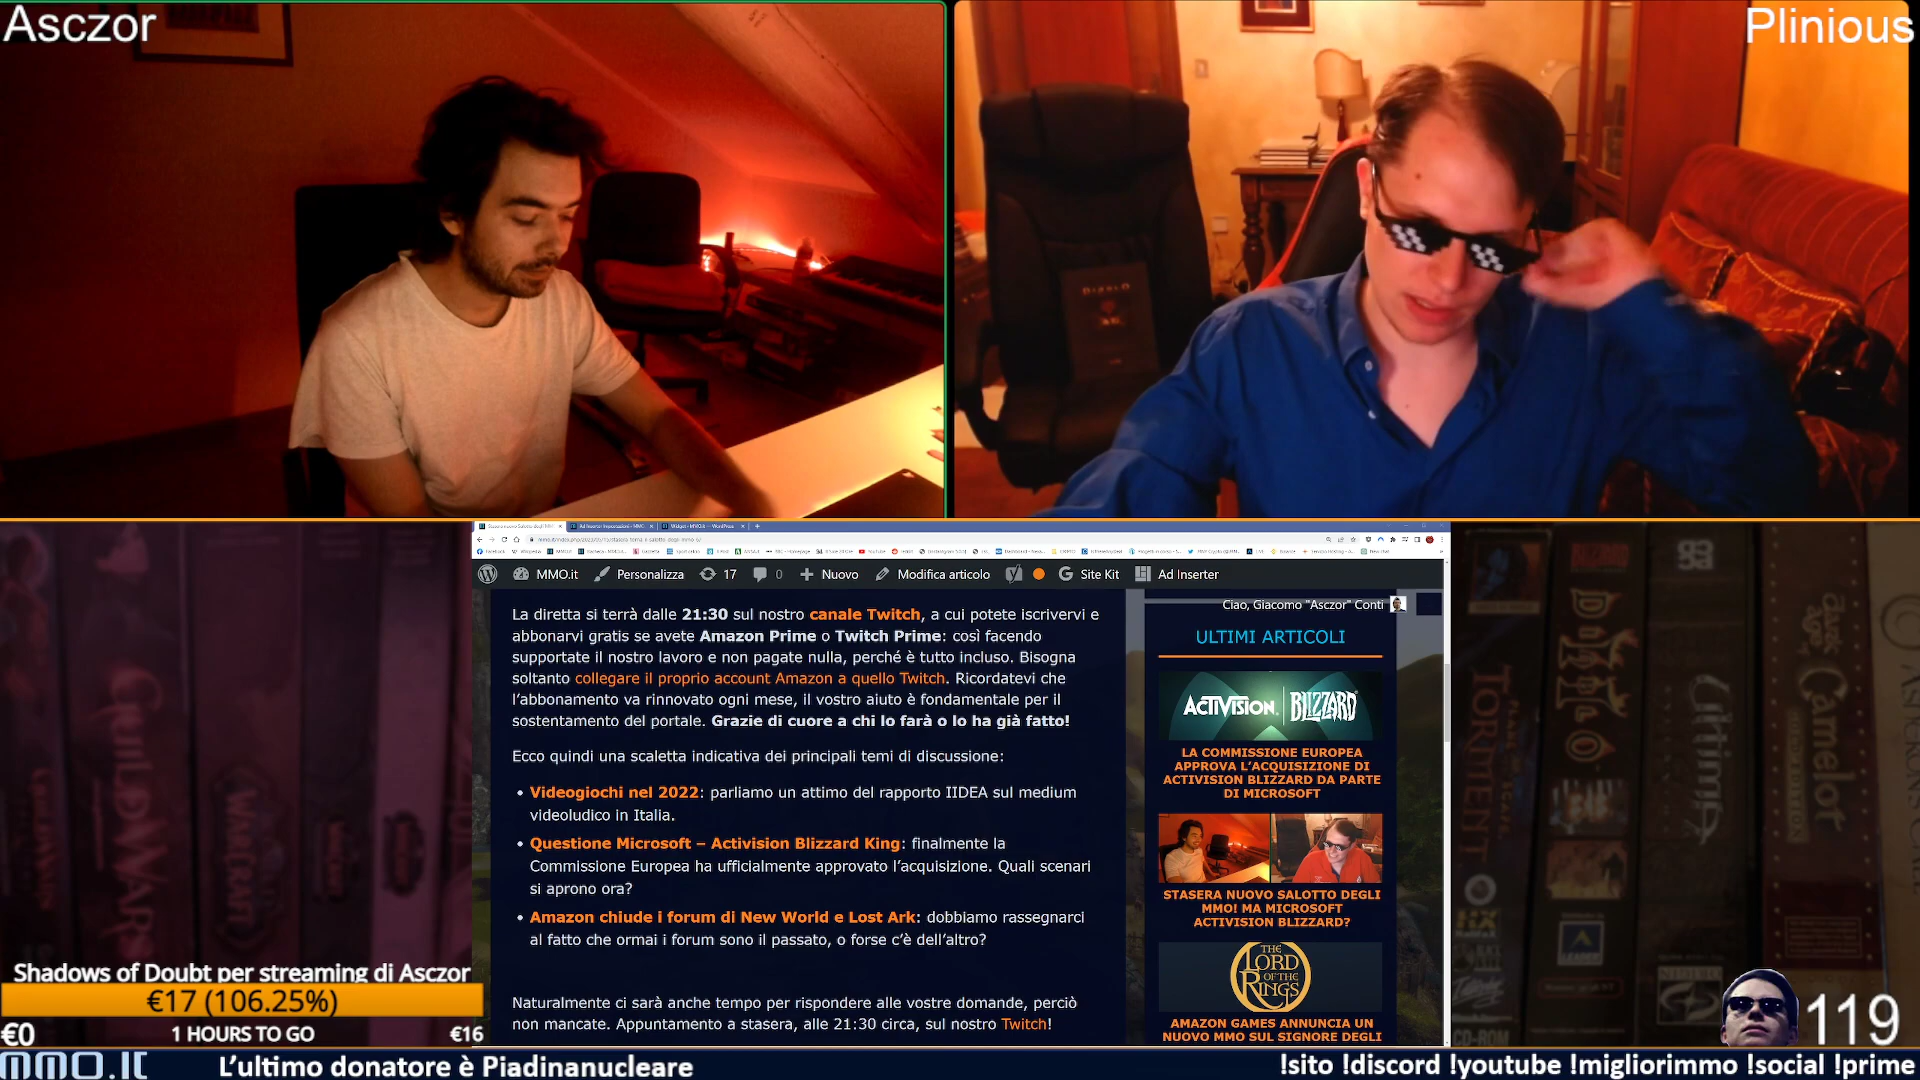 Asczor
Plinious
DIABLO
MMO.it
Personalizza
17
0
Nuovo
Modifica articolo
Site Kit
Ad Inserter
Ciao, Giacomo "Asczor" Conti
La diretta si terrà dalle 21:30 sul nostro canale Twitch, a cui potete iscrivervi e
abbonarvi gratis se avete Amazon Prime o Twitch Prime: così facendo
supportate il nostro lavoro e non pagate nulla, perché è tutto incluso. Bisogna
soltanto collegare il proprio account Amazon a quello Twitch. Ricordatevi che
l'abbonamento va rinnovato ogni mese, il vostro aiuto è fondamentale per il
sostentamento del portale. Grazie di cuore a chi lo farà o lo ha già fatto!
Ecco quindi una scaletta indicativa dei principali temi di discussione:
• Videogiochi nel 2022: parliamo un attimo del rapporto IIDEA sul medium
videoludico in Italia.
• Questione Microsoft – Activision Blizzard King: finalmente la
Commissione Europea ha ufficialmente approvato l'acquisizione. Quali scenari
si aprono ora?
• Amazon chiude i forum di New World e Lost Ark: dobbiamo rassegnarci
al fatto che ormai i forum sono il passato, o forse c'è dell'altro?
Naturalmente ci sarà anche tempo per rispondere alle vostre domande, perciò
non mancate. Appuntamento a stasera, alle 21:30 circa, sul nostro Twitch!
ULTIMI ARTICOLI
ACTIVISION | BLIZZARD
LA COMMISSIONE EUROPEA
APPROVA L'ACQUISIZIONE DI
ACTIVISION BLIZZARD DA PARTE
DI MICROSOFT
STASERA NUOVO SALOTTO DEGLI
MMO! MA MICROSOFT
ACTIVISION BLIZZARD?
THE
LORD
OF THE
RINGS
AMAZON GAMES ANNUNCIA UN
NUOVO MMO SUL SIGNORE DEGLI
GUILDWARS
WARCRAFT
TORMENT
Diablo
Ultima
DARK AGE
Camelot
CD-ROM
Shadows of Doubt per streaming di Asczor
€17 (106.25%)
€0
1 HOURS TO GO
€16
119
MMO.IT
L'ultimo donatore è Piadinanucleare
!sito !discord !youtube !migliorimmo !social !prime